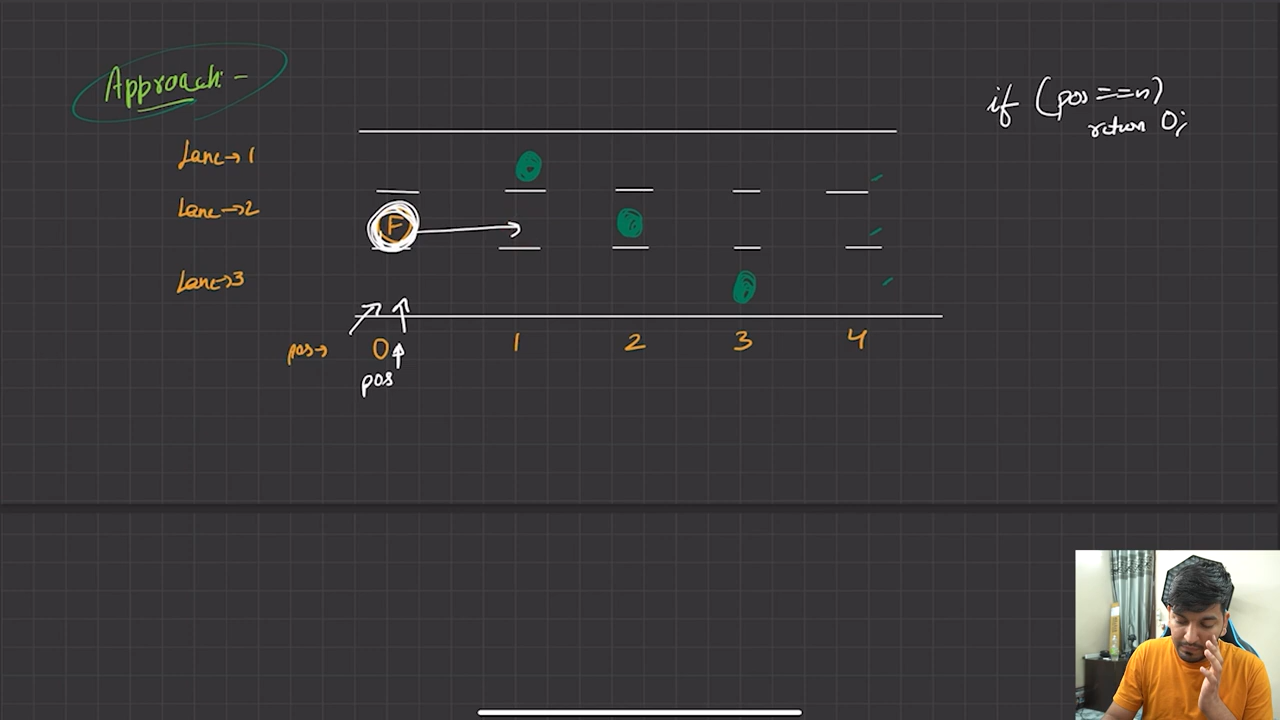 Approach:-
if (pos==n)
return 0;
Lane→1
Lane→2
F
Lane→3
pos→ 0 1 2 3 4
pos